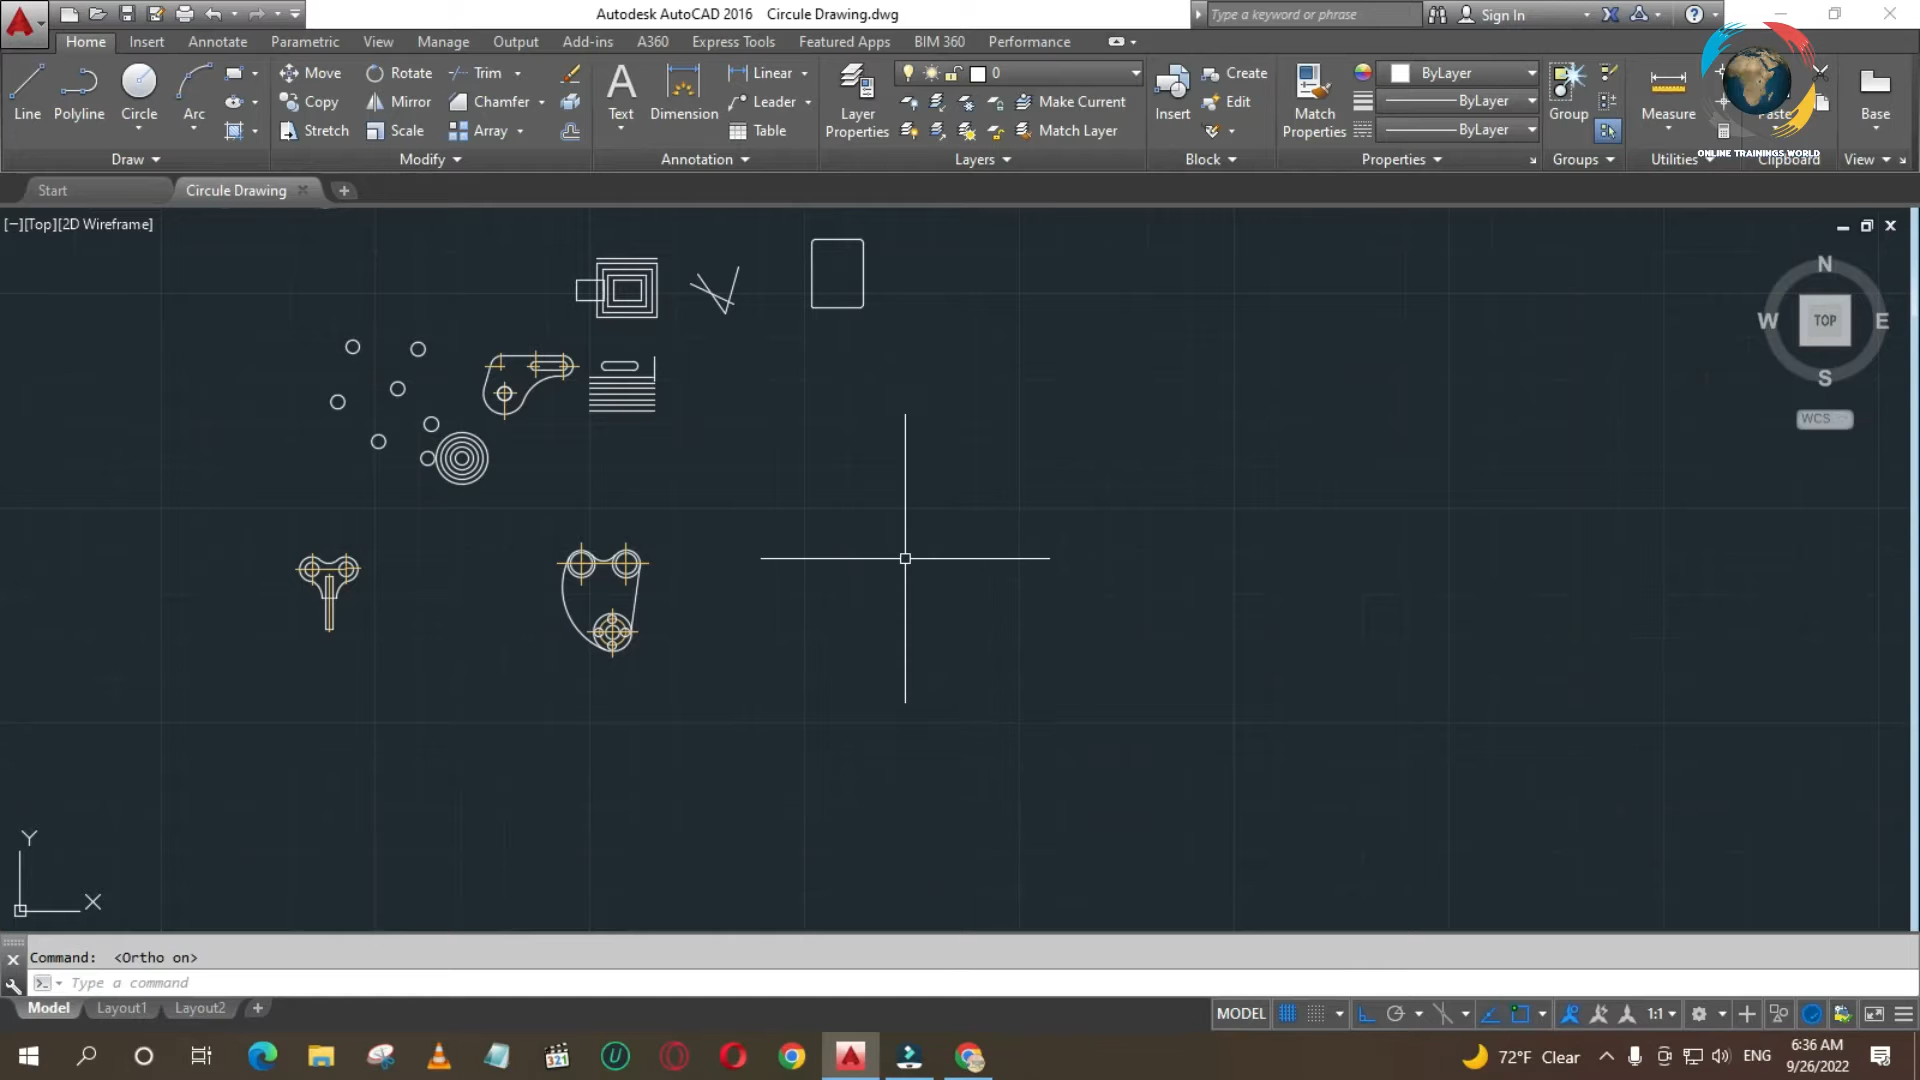 Autodesk AutoCAD 2016 Circule Drawing.dwg
Type a keyword or phrase
Sign In
Home Insert Annotate Parametric View Manage Output Add-ins A360 Express Tools Featured Apps BIM 360 Performance
Line Polyline Circle Arc
Draw
Move Rotate Trim
Copy Mirror Chamfer
Stretch Scale Array
Modify
Text Dimension
Linear
Leader
Table
Annotation
Layer
Properties
0
Make Current
Match Layer
Layers
Insert
Create
Edit
Block
Match
Properties
ByLayer
ByLayer
ByLayer
Properties
Group
Groups
Measure
Utilities
Paste
Clipboard
Base
View
ONLINE TRAININGS WORLD
Start
Circule Drawing
[−][Top][2D Wireframe]
N
W TOP E
S
WCS
Y
X
Command: <Ortho on>
Type a command
Model Layout1 Layout2
MODEL
1:1
321
72°F Clear
ENG
6:36 AM
9/26/2022